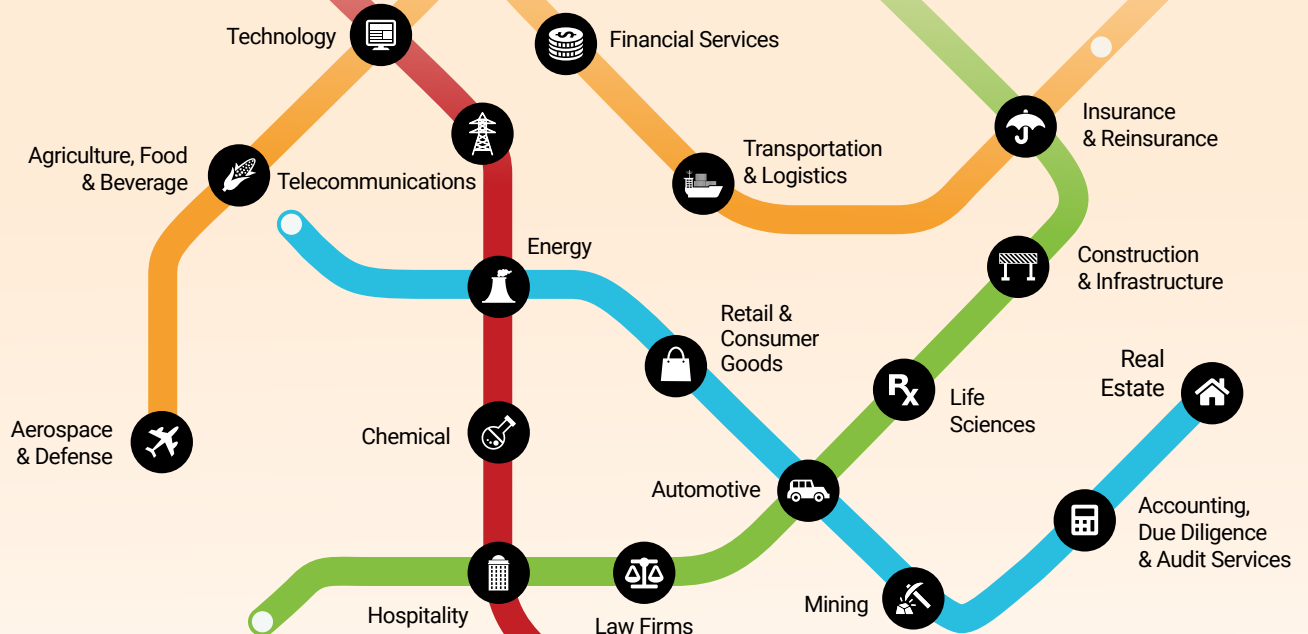 Technology
Financial Services
Insurance
& Reinsurance
Transportation
& Logistics
Agriculture, Food
& Beverage
Telecommunications
Energy
Construction
& Infrastructure
Retail &
Consumer
Goods
Real
Estate
Life
Sciences
Rx
Aerospace
& Defense
Chemical
Automotive
Accounting,
Due Diligence
& Audit Services
Mining
Hospitality
Law Firms